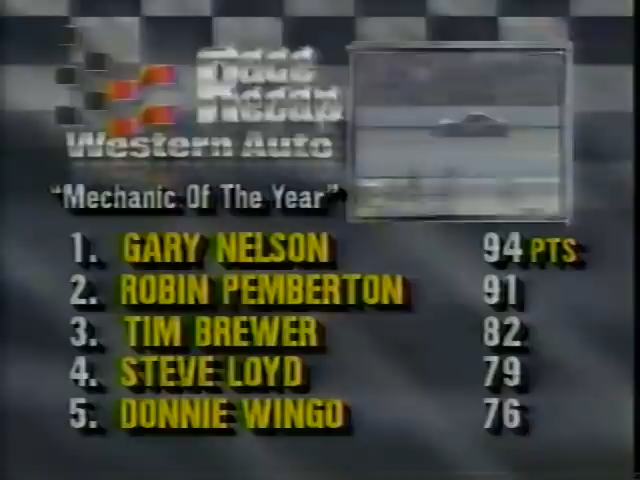 Race
Recap
Western Auto
"Mechanic Of The Year"
1. GARY NELSON 94 PTS
2. ROBIN PEMBERTON 91
3. TIM BREWER 82
4. STEVE LOYD 79
5. DONNIE WINGO 76